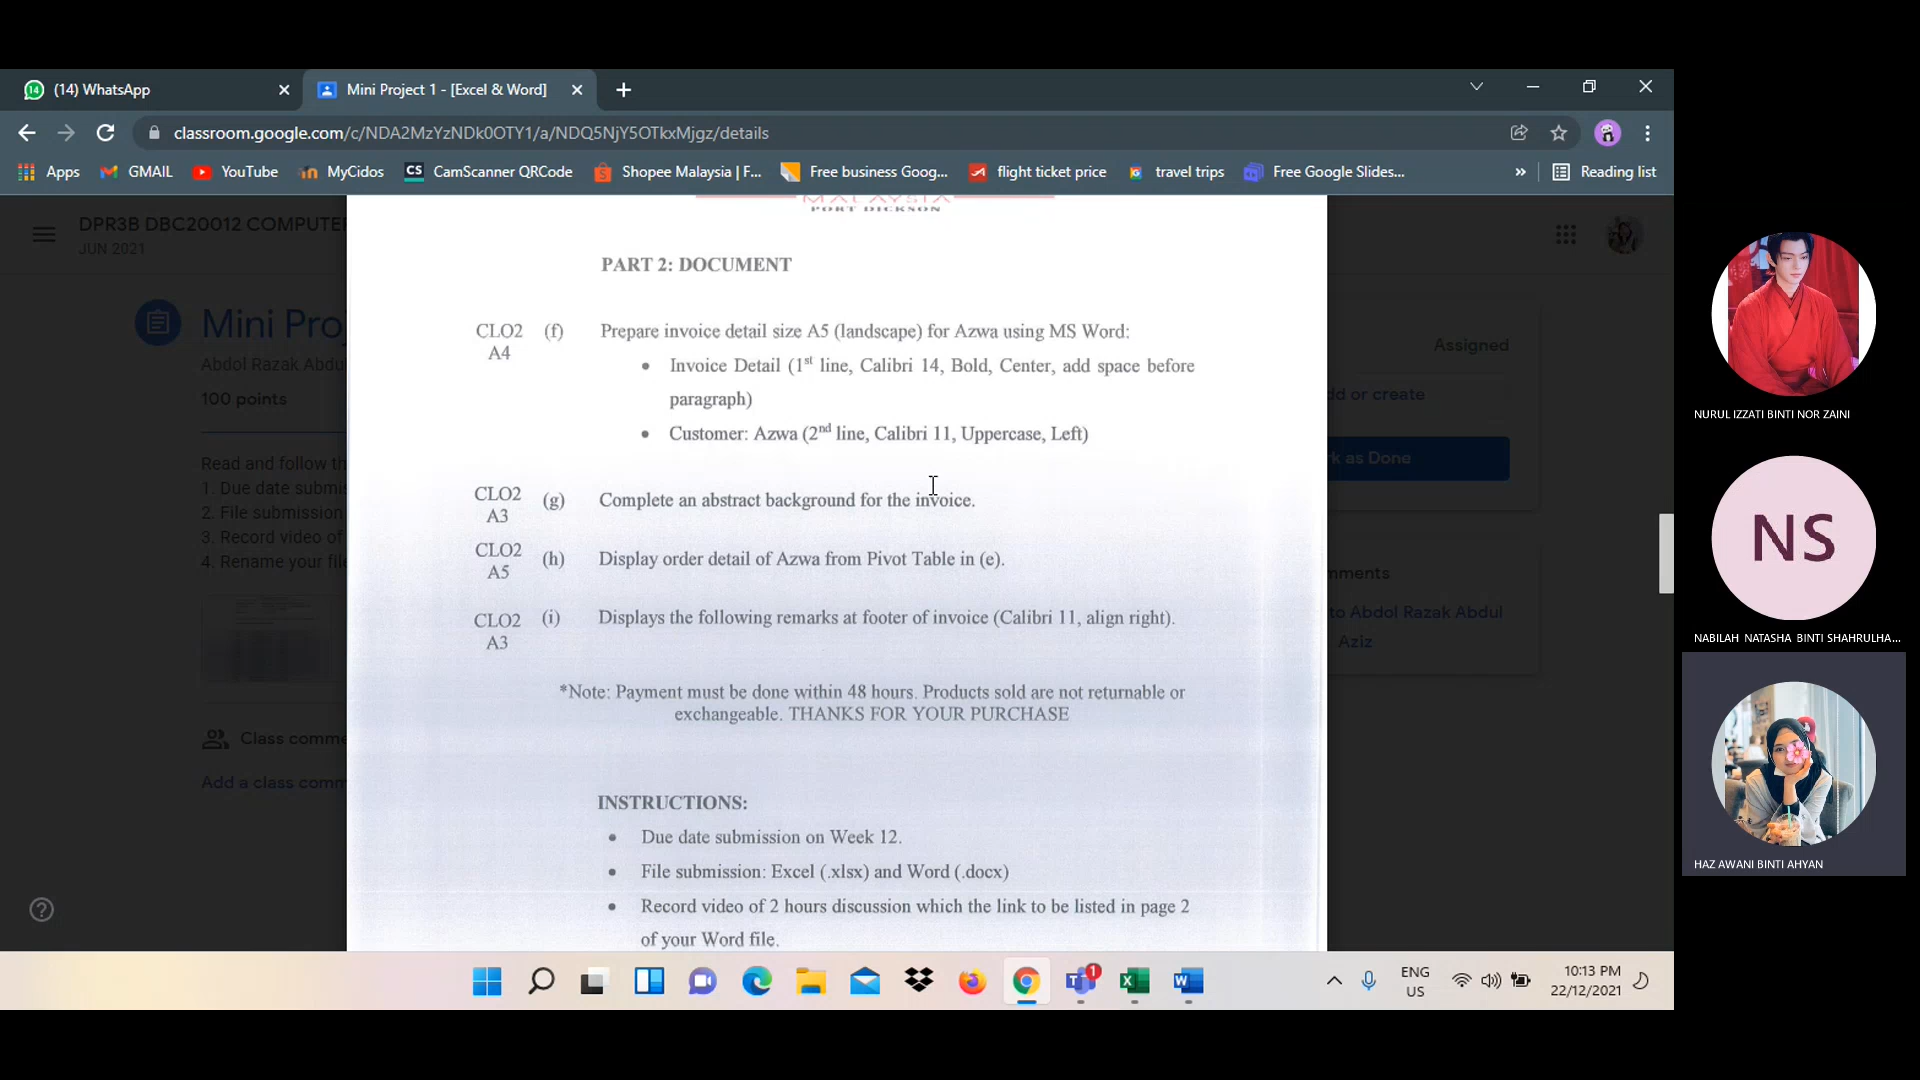 (14) WhatsApp
Mini Project 1 - [Excel & Word]
classroom.google.com/c/NDA2MzYzNDk0OTY1/a/NDQ5NjY5OTkxMjgz/details
Apps
GMAIL
YouTube
MyCidos
CS
CamScanner QRCode
Shopee Malaysia | F...
Free business Goog...
flight ticket price
travel trips
Free Google Slides...
»
Reading list
DPR3B DBC20012 COMPUTER
JUN 2021
MALAYSIA
PORT DICKSON
Mini Proj
Abdol Razak Abdu
100 points
Assigned
dd or create
k as Done
Read and follow th
1. Due date submis
2. File submission
3. Record video of
4. Rename your file
mments
to Abdol Razak Abdul
Aziz
Class comme
Add a class comm
PART 2: DOCUMENT
CLO2 (f) Prepare invoice detail size A5 (landscape) for Azwa using MS Word:
A4
• Invoice Detail (1st line, Calibri 14, Bold, Center, add space before
paragraph)
• Customer: Azwa (2nd line, Calibri 11, Uppercase, Left)
CLO2 (g) Complete an abstract background for the invoice.
A3
CLO2 (h) Display order detail of Azwa from Pivot Table in (e).
A5
CLO2 (i) Displays the following remarks at footer of invoice (Calibri 11, align right).
A3
*Note: Payment must be done within 48 hours. Products sold are not returnable or
exchangeable. THANKS FOR YOUR PURCHASE
INSTRUCTIONS:
• Due date submission on Week 12.
• File submission: Excel (.xlsx) and Word (.docx)
• Record video of 2 hours discussion which the link to be listed in page 2
of your Word file.
ENG
US
10:13 PM
22/12/2021
NURUL IZZATI BINTI NOR ZAINI
NS
NABILAH NATASHA BINTI SHAHRULHA...
HAZ AWANI BINTI AHYAN